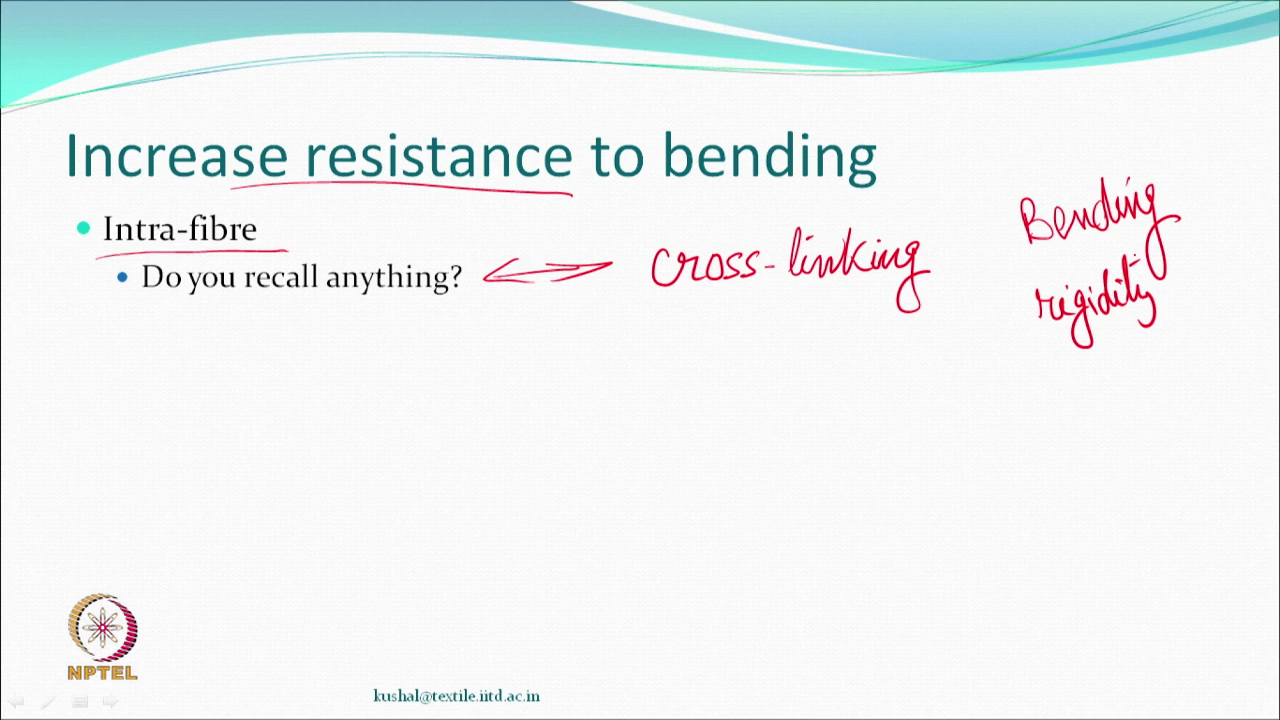 Increase resistance to bending
Intra-fibre
Do you recall anything?
cross-linking
Bending
rigidity
NPTEL
kushal@textile.iitd.ac.in